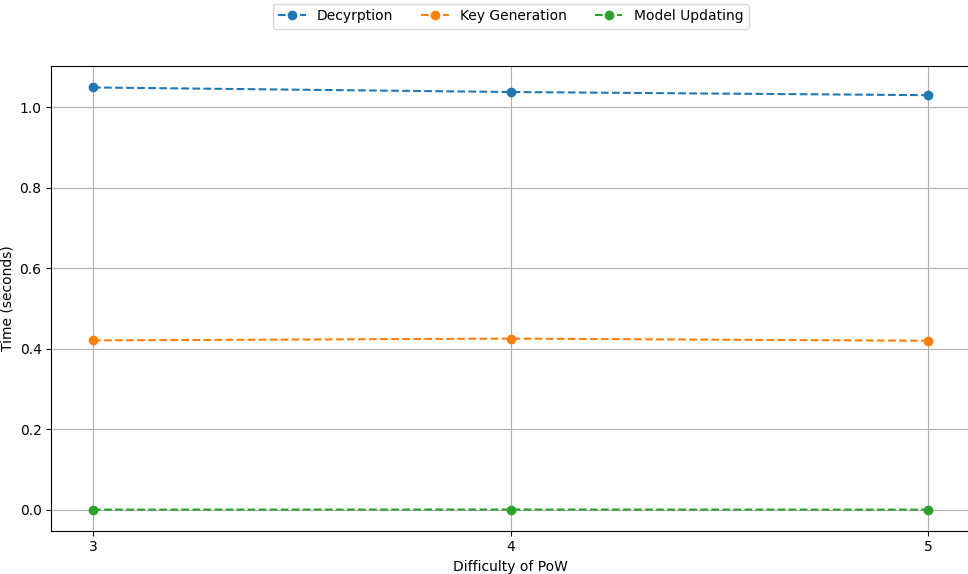 Decyrption Key Generation Model Updating
1.0
0.8
0.6
0.4
0.2
0.0
Time (seconds)
3 4 5
Difficulty of PoW